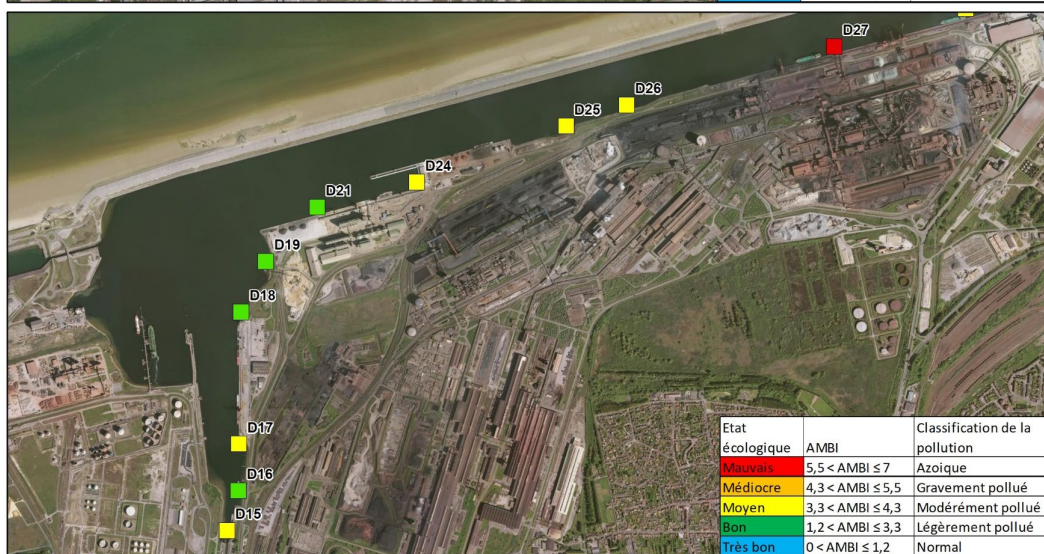 D27
D26
D25
D24
D21
D19
D18
D17
D16
D15
Etat écologique AMBI Classification de la pollution
Mauvais 5,5 < AMBI ≤ 7 Azoique
Médiocre 4,3 < AMBI ≤ 5,5 Gravement pollué
Moyen 3,3 < AMBI ≤ 4,3 Modérément pollué
Bon 1,2 < AMBI ≤ 3,3 Légèrement pollué
Très bon 0 < AMBI ≤ 1,2 Normal